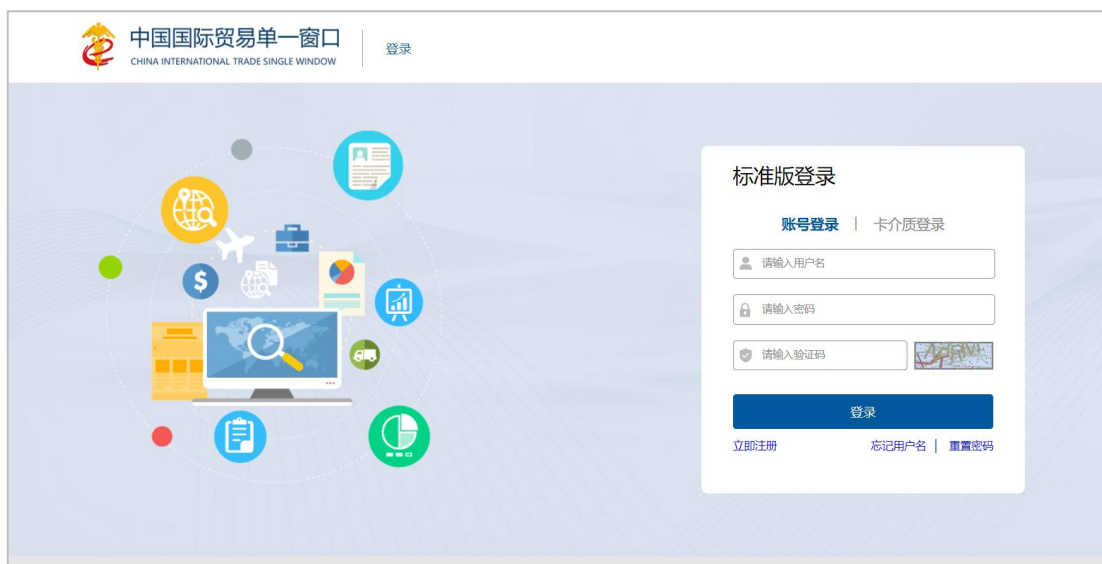 中国国际贸易单一窗口
CHINA INTERNATIONAL TRADE SINGLE WINDOW
登录
标准版登录
账号登录 | 卡介质登录
请输入用户名
$
请输入密码
请输入验证码
登录
立即注册
忘记用户名 | 重置密码